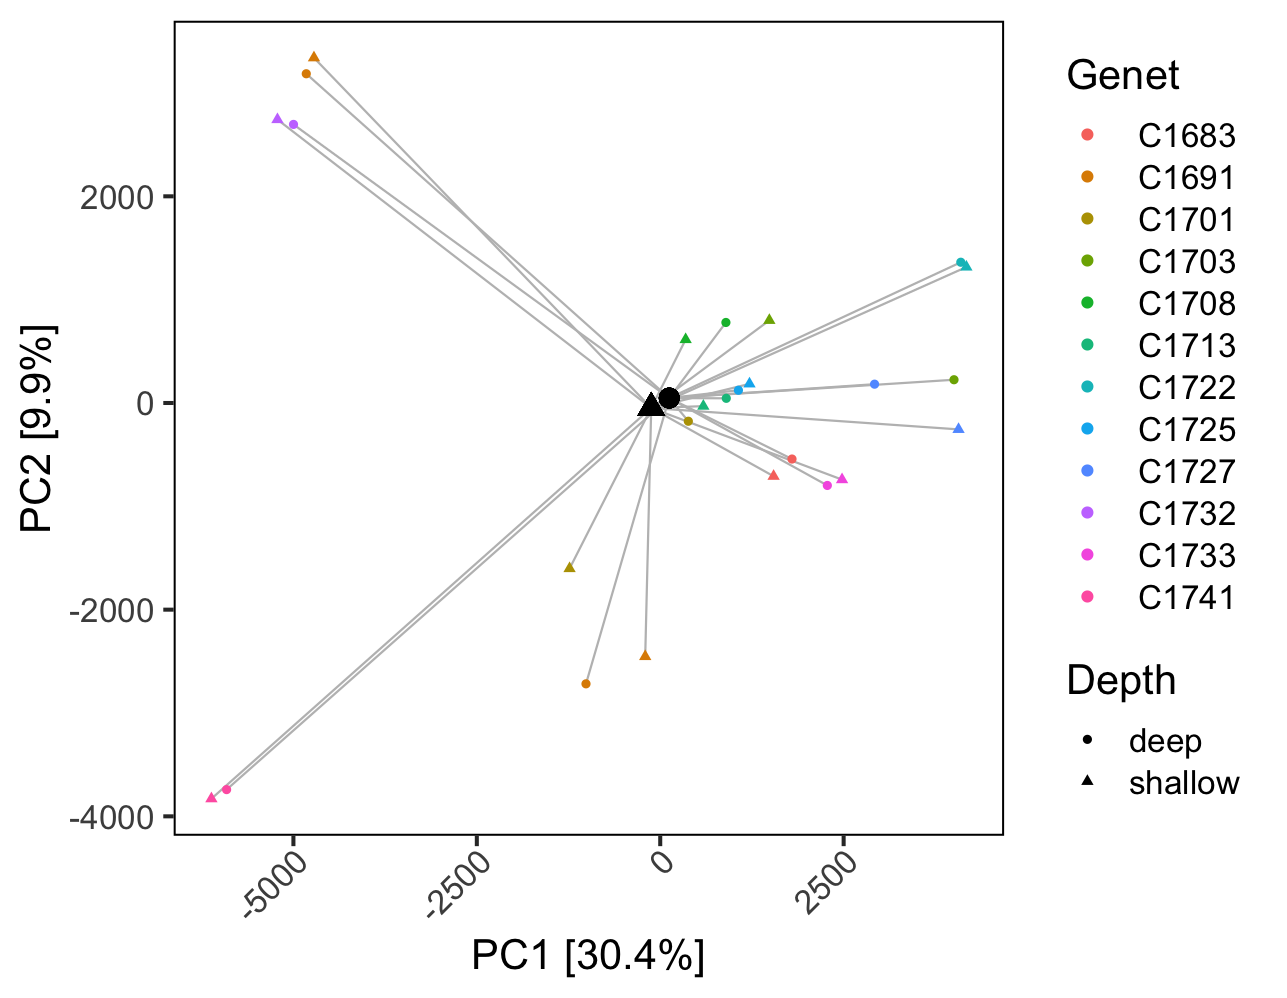 2000
0
-2000
-4000
PC2 [9.9%]
-5000
-2500
0
2500
PC1 [30.4%]
Genet
C1683
C1691
C1701
C1703
C1708
C1713
C1722
C1725
C1727
C1732
C1733
C1741
Depth
deep
shallow